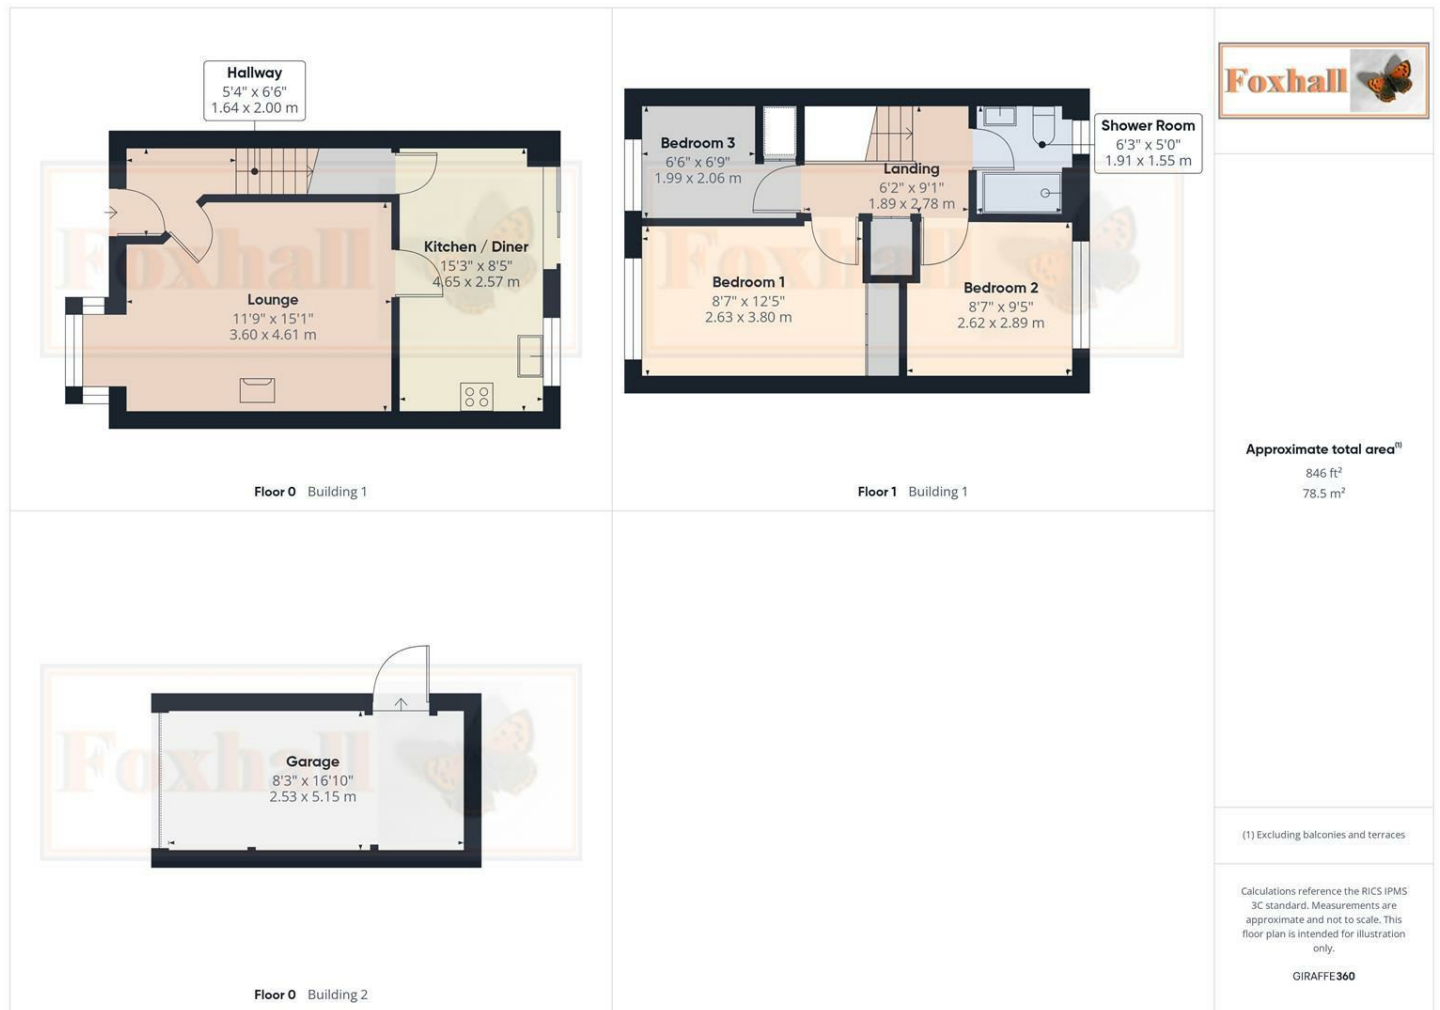 Hallway
5'4" x 6'6"
1.64 x 2.00 m
Lounge
11'9" x 15'1"
3.60 x 4.61 m
Kitchen / Diner
15'3" x 8'5"
4.65 x 2.57 m
Foxhall
Floor 0 Building 1
Bedroom 3
6'6" x 6'9"
1.99 x 2.06 m
Landing
6'2" x 9'1"
1.89 x 2.78 m
Shower Room
6'3" x 5'0"
1.91 x 1.55 m
Bedroom 1
8'7" x 12'5"
2.63 x 3.80 m
Bedroom 2
8'7" x 9'5"
2.62 x 2.89 m
Foxhall
Floor 1 Building 1
Garage
8'3" x 16'10"
2.53 x 5.15 m
Foxhall
Floor 0 Building 2
Foxhall
Approximate total area(1)
846 ft²
78.5 m²
(1) Excluding balconies and terraces
Calculations reference the RICS IPMS
3C standard. Measurements are
approximate and not to scale. This
floor plan is intended for illustration
only.
GIRAFFE360